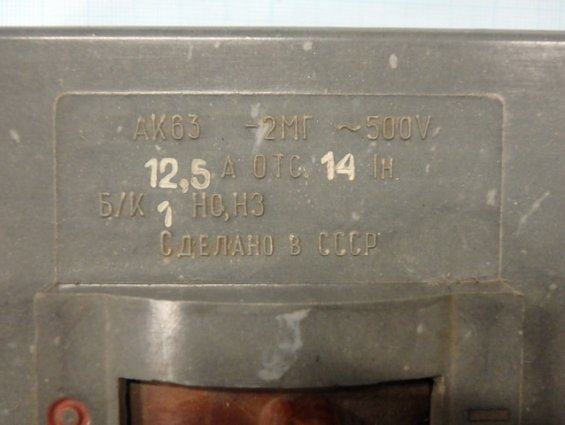 АК63 -2МГ ~500V
12,5 А ОТС. 14 Iн.
Б/К 1 НО,НЗ
СДЕЛАНО В СССР